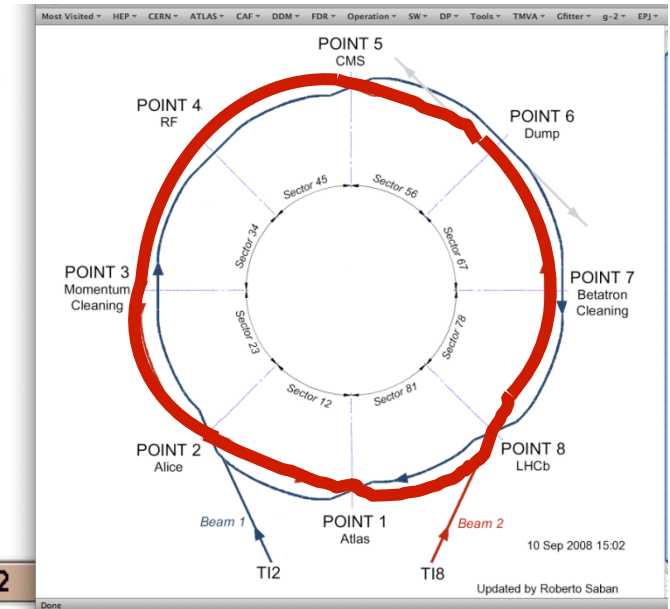 Most Visited HEP CERN ATLAS CAF DDM FDR Operation SW DP Tools TMVA Gfitter g-2 EPJ
POINT 5
CMS
POINT 4
RF
POINT 6
Dump
Sector 45
Sector 56
Sector 34
Sector 67
POINT 3
Momentum
Cleaning
POINT 7
Betatron
Cleaning
Sector 23
Sector 78
Sector 12
Sector 81
POINT 2
Alice
POINT 8
LHCb
Beam 1
POINT 1
Atlas
Beam 2
10 Sep 2008 15:02
TI2
TI8
2
Updated by Roberto Saban
Done